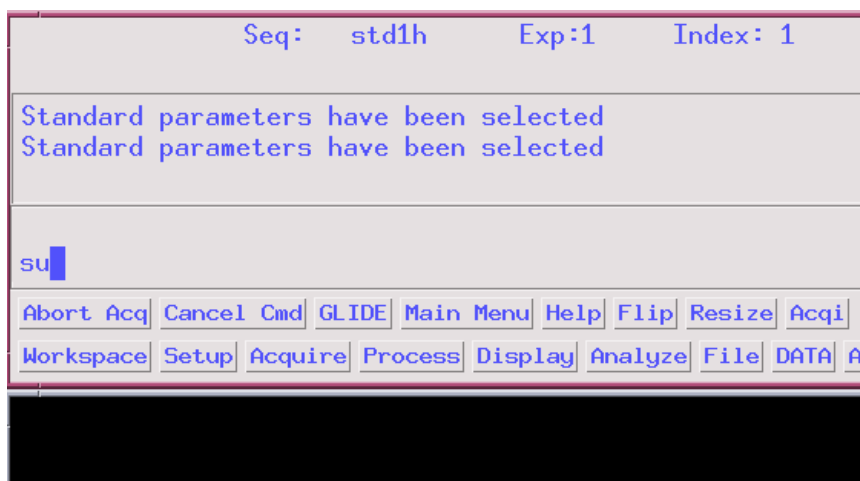 Seq: std1h Exp:1 Index: 1
Standard parameters have been selected
Standard parameters have been selected
su
Abort Acq Cancel Cmd GLIDE Main Menu Help Flip Resize Acqi
Workspace Setup Acquire Process Display Analyze File DATA A